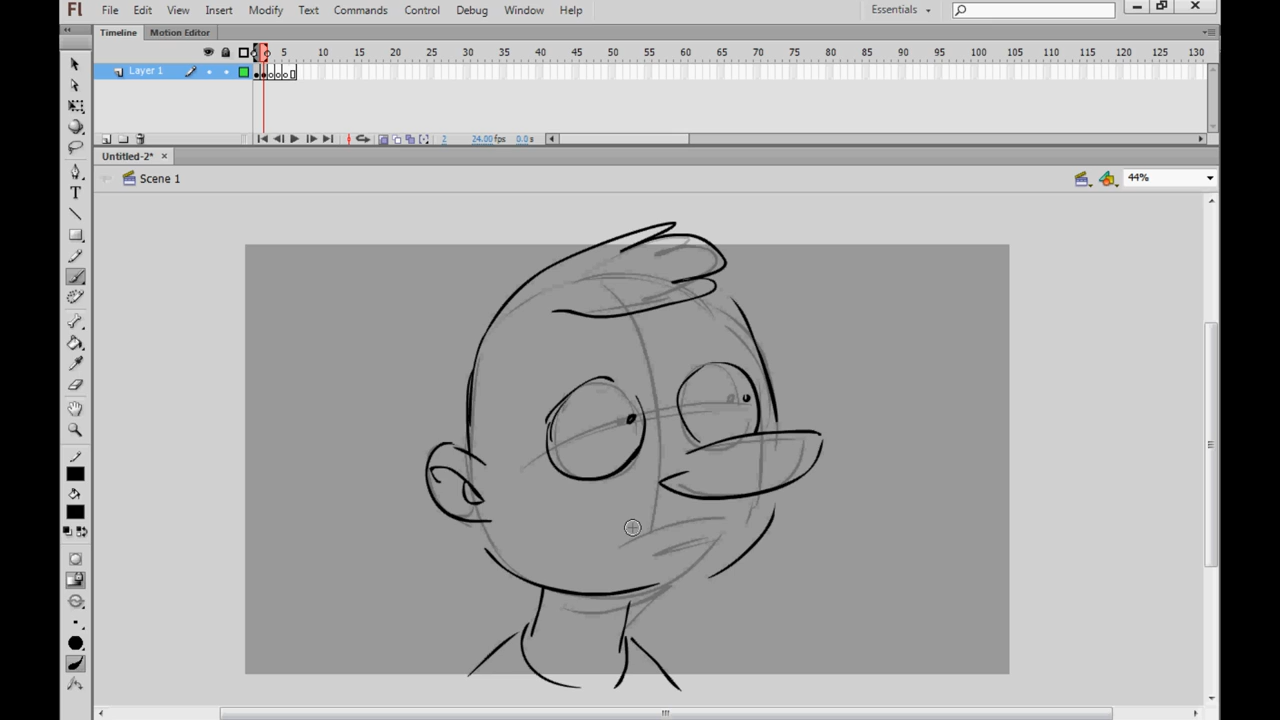 Fl File Edit View Insert Modify Text Commands Control Debug Window Help Essentials
Timeline Motion Editor
5 10 15 20 25 30 35 40 45 50 55 60 65 70 75 80 85 90 95 100 105 110 115 120 125 130
Layer 1
2 24.00 fps 0.0 s
Untitled-2*
Scene 1 44%
T